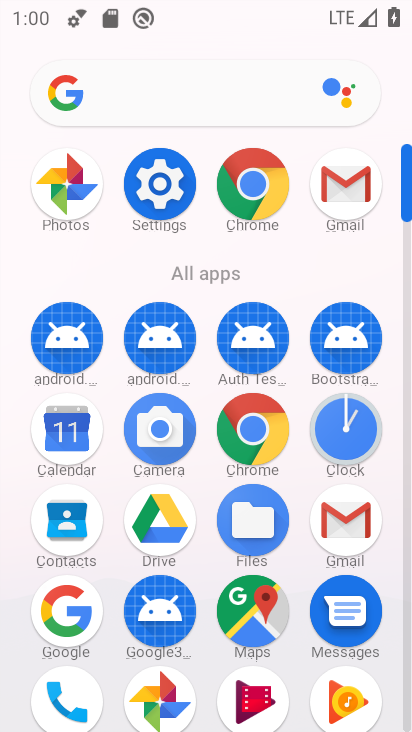 1:00 LTE
Photos Settings Chrome Gmail
All apps
android.... android.... Auth Tes... Bootstra...
11
Calendar Camera Chrome Clock
Contacts Drive Files Gmail
G
Google Google3... Maps Messages